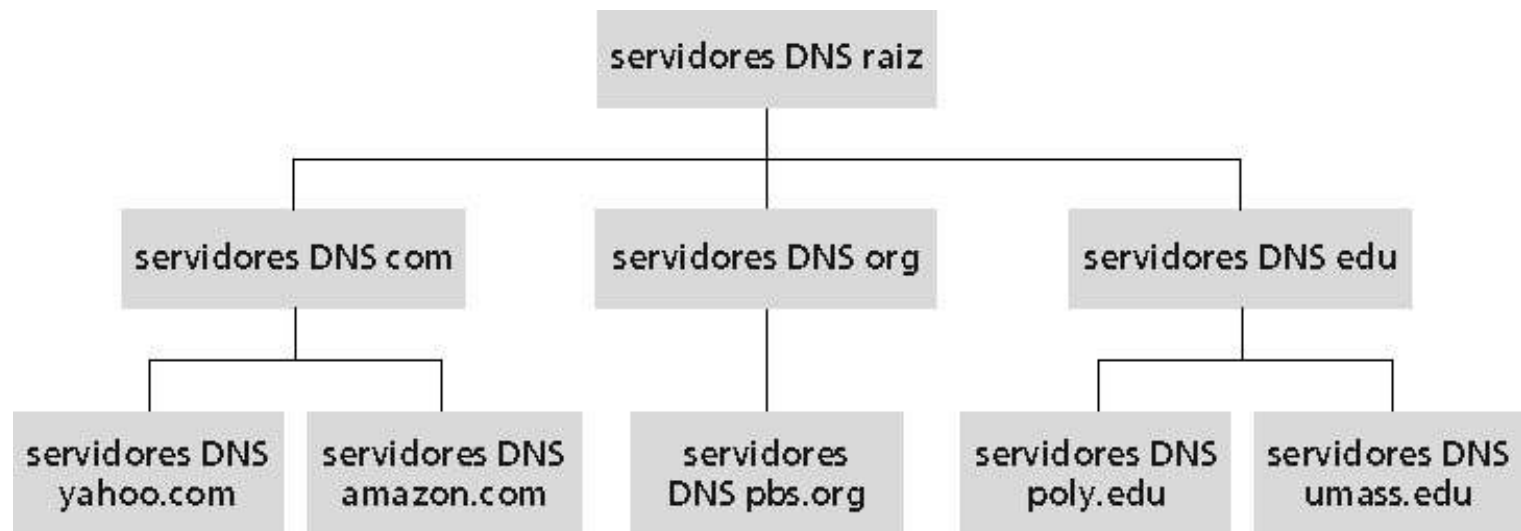 servidores DNS raiz
servidores DNS com
servidores DNS org
servidores DNS edu
servidores DNS
yahoo.com
servidores DNS
amazon.com
servidores
DNS pbs.org
servidores DNS
poly.edu
servidores DNS
umass.edu